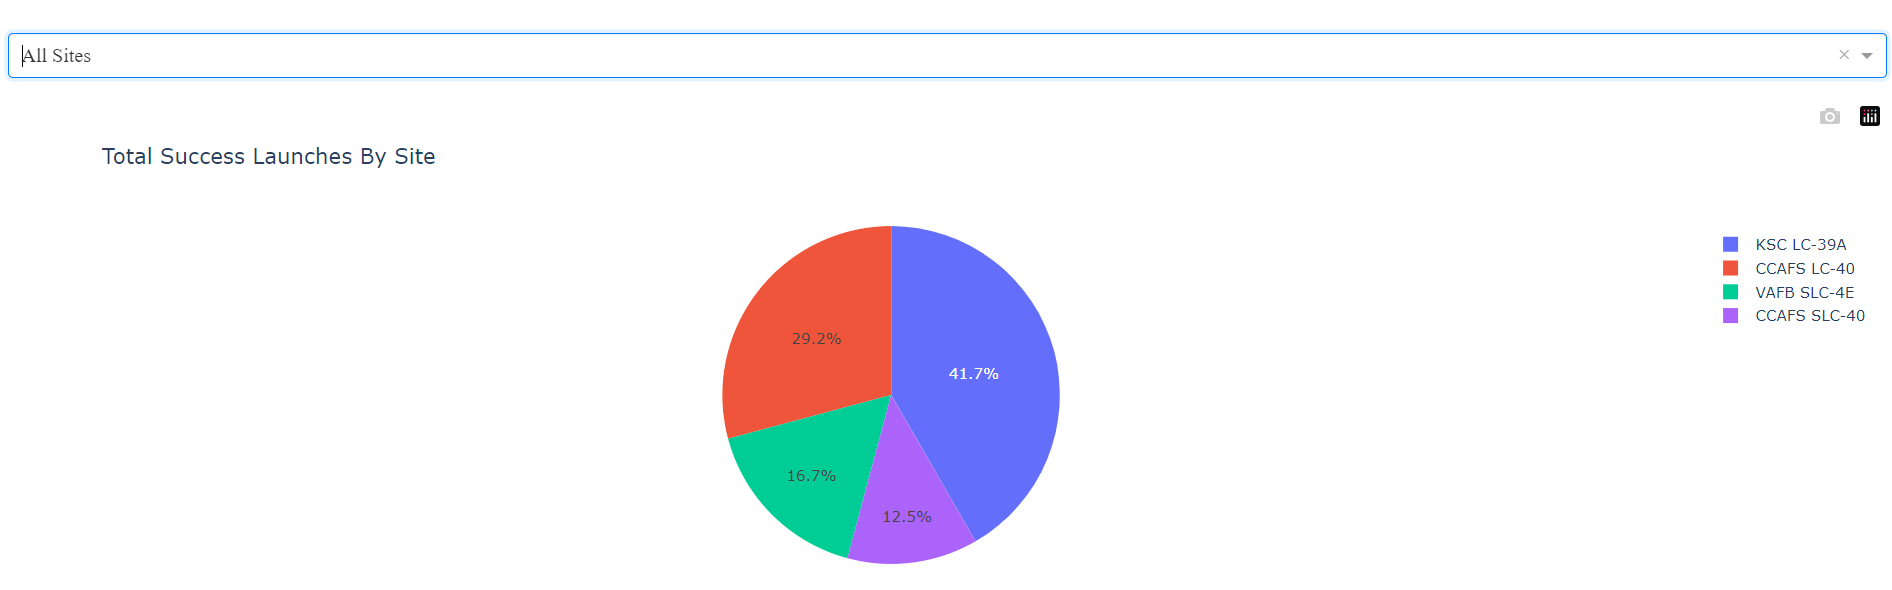 All Sites
Total Success Launches By Site
KSC LC-39A
CCAFS LC-40
VAFB SLC-4E
CCAFS SLC-40
29.2%
41.7%
16.7%
12.5%